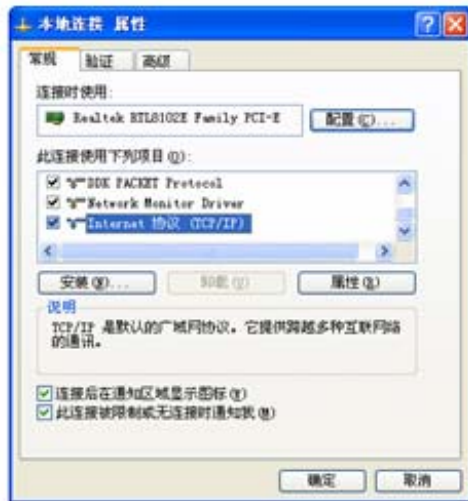 本地连接 属性
常规 验证 高级
连接时使用:
Realtek RTL8102E Family PCI-E
配置(C)...
此连接使用下列项目(O):
DDK PACKET Protocol
Network Monitor Driver
Internet 协议 (TCP/IP)
安装(N)... 卸载(U) 属性(R)
说明
TCP/IP 是默认的广域网协议。它提供跨越多种互联网络
的通讯。
连接后在通知区域显示图标(W)
此连接被限制或无连接时通知我(M)
确定 取消